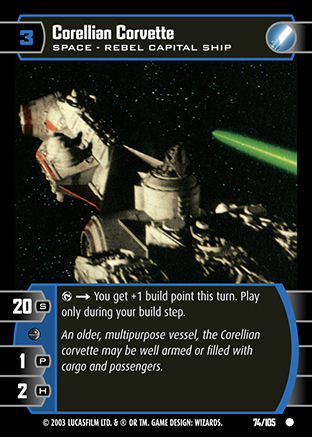 3
Corellian Corvette
SPACE - REBEL CAPITAL SHIP
20 S
1 P
2 H
→ You get +1 build point this turn. Play
only during your build step.
An older, multipurpose vessel, the Corellian
corvette may be well armed or filled with
cargo and passengers.
© 2003 LUCASFILM LTD. & ® OR TM. GAME DESIGN: WIZARDS. 74/105